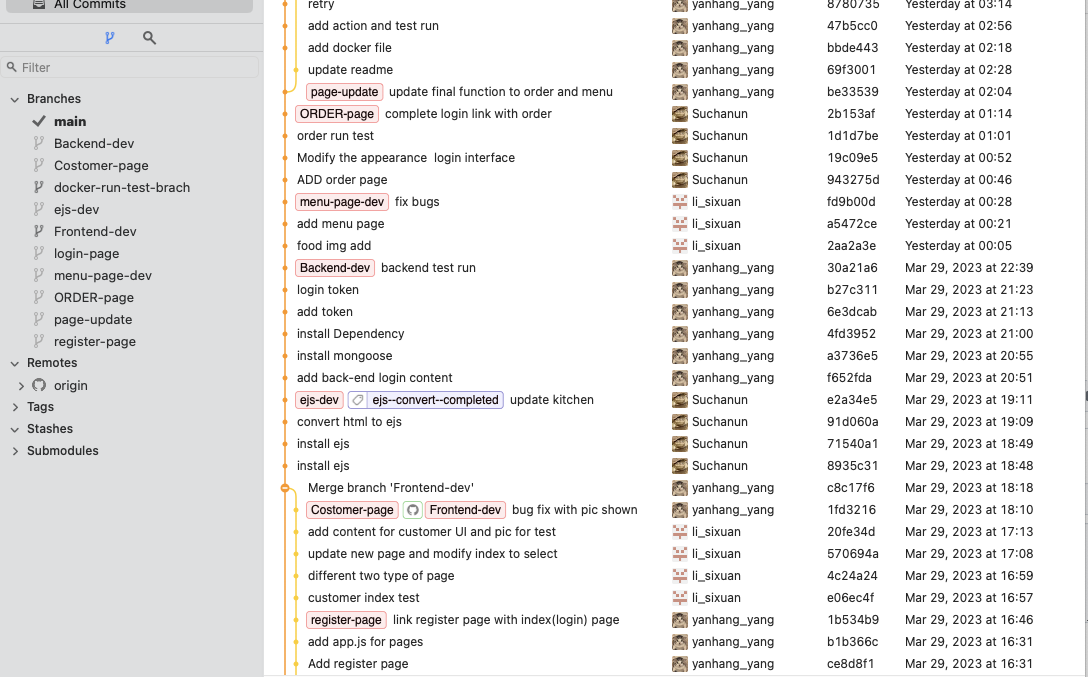 All Commits
Filter
Branches
main
Backend-dev
Costomer-page
docker-run-test-brach
ejs-dev
Frontend-dev
login-page
menu-page-dev
ORDER-page
page-update
register-page
Remotes
origin
Tags
Stashes
Submodules
retry yanhang_yang 8780735 Yesterday at 03:14
add action and test run yanhang_yang 47b5cc0 Yesterday at 02:56
add docker file yanhang_yang bbde443 Yesterday at 02:18
update readme yanhang_yang 69f3001 Yesterday at 02:28
page-update update final function to order and menu yanhang_yang be33539 Yesterday at 02:04
ORDER-page complete login link with order Suchanun 2b153af Yesterday at 01:14
order run test Suchanun 1d1d7be Yesterday at 01:01
Modify the appearance  login interface Suchanun 19c09e5 Yesterday at 00:52
ADD order page Suchanun 943275d Yesterday at 00:46
menu-page-dev fix bugs li_sixuan fd9b00d Yesterday at 00:28
add menu page li_sixuan a5472ce Yesterday at 00:21
food img add li_sixuan 2aa2a3e Yesterday at 00:05
Backend-dev backend test run yanhang_yang 30a21a6 Mar 29, 2023 at 22:39
login token yanhang_yang b27c311 Mar 29, 2023 at 21:23
add token yanhang_yang 6e3dcab Mar 29, 2023 at 21:13
install Dependency yanhang_yang 4fd3952 Mar 29, 2023 at 21:00
install mongoose yanhang_yang a3736e5 Mar 29, 2023 at 20:55
add back-end login content yanhang_yang f652fda Mar 29, 2023 at 20:51
ejs-dev ejs--convert--completed update kitchen Suchanun e2a34e5 Mar 29, 2023 at 19:11
convert html to ejs Suchanun 91d060a Mar 29, 2023 at 19:09
install ejs Suchanun 71540a1 Mar 29, 2023 at 18:49
install ejs Suchanun 8935c31 Mar 29, 2023 at 18:48
Merge branch 'Frontend-dev' yanhang_yang c8c17f6 Mar 29, 2023 at 18:18
Costomer-page Frontend-dev bug fix with pic shown yanhang_yang 1fd3216 Mar 29, 2023 at 18:10
add content for customer UI and pic for test li_sixuan 20fe34d Mar 29, 2023 at 17:13
update new page and modify index to select li_sixuan 570694a Mar 29, 2023 at 17:08
different two type of page li_sixuan 4c24a24 Mar 29, 2023 at 16:59
customer index test li_sixuan e06ec4f Mar 29, 2023 at 16:57
register-page link register page with index(login) page yanhang_yang 1b534b9 Mar 29, 2023 at 16:46
add app.js for pages yanhang_yang b1b366c Mar 29, 2023 at 16:31
Add register page yanhang_yang ce8d8f1 Mar 29, 2023 at 16:31